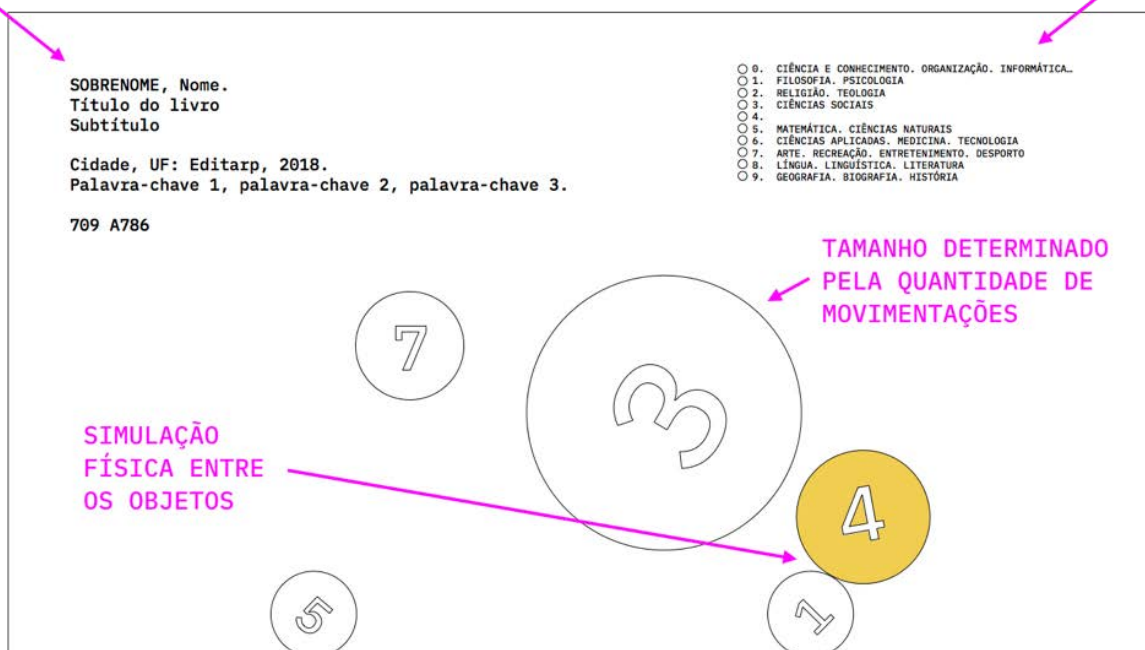 SOBRENOME, Nome.
Título do livro
Subtítulo
Cidade, UF: Editarp, 2018.
Palavra-chave 1, palavra-chave 2, palavra-chave 3.
709 A786
0. CIÊNCIA E CONHECIMENTO. ORGANIZAÇÃO. INFORMÁTICA…
1. FILOSOFIA. PSICOLOGIA
2. RELIGIÃO. TEOLOGIA
3. CIÊNCIAS SOCIAIS
4.
5. MATEMÁTICA. CIÊNCIAS NATURAIS
6. CIÊNCIAS APLICADAS. MEDICINA. TECNOLOGIA
7. ARTE. RECREAÇÃO. ENTRETENIMENTO. DESPORTO
8. LÍNGUA. LINGUÍSTICA. LITERATURA
9. GEOGRAFIA. BIOGRAFIA. HISTÓRIA
TAMANHO DETERMINADO
PELA QUANTIDADE DE
MOVIMENTAÇÕES
7
3
SIMULAÇÃO
FÍSICA ENTRE
OS OBJETOS
4
5
1